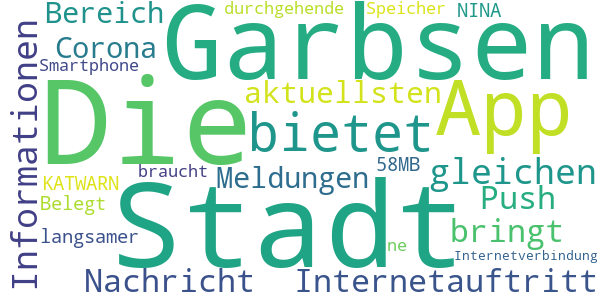 durchgehende Speicher NINA
Bereich
Garbsen
Corona
Smartphone
Informationen
Die
aktuellsten
App
bietet
58MB
gleichen
braucht
Meldungen
KATWARN
Push
Belegt
Stadt
bringt
langsamer
ne
Internetverbindung
Nachricht
Internetauftritt